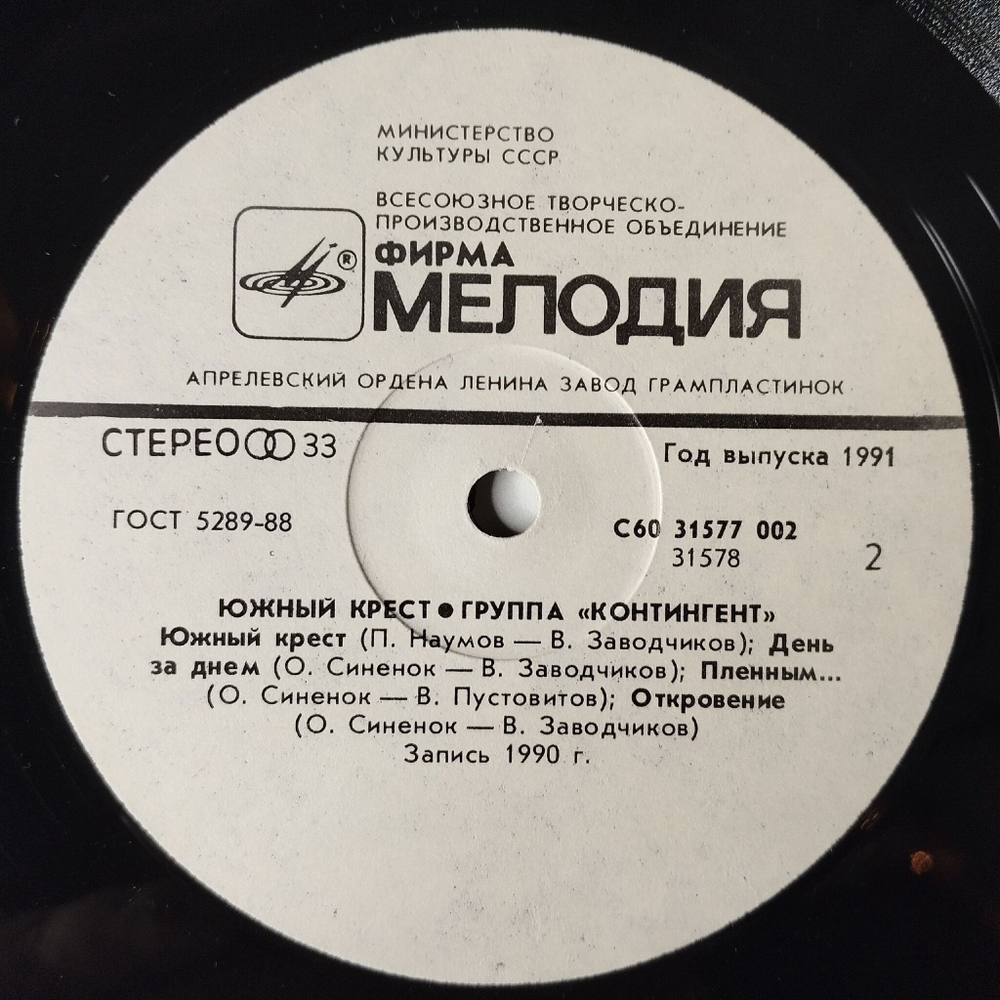 МИНИСТЕРСТВО
КУЛЬТУРЫ СССР
ВСЕСОЮЗНОЕ ТВОРЧЕСКО-
ПРОИЗВОДСТВЕННОЕ ОБЪЕДИНЕНИЕ
ФИРМА
®
МЕЛОДИЯ
АПРЕЛЕВСКИЙ ОРДЕНА ЛЕНИНА ЗАВОД ГРАМПЛАСТИНОК
СТЕРЕО 33
Год выпуска 1991
ГОСТ 5289-88
С60 31577 002
31578
2
ЮЖНЫЙ КРЕСТ ● ГРУППА «КОНТИНГЕНТ»
Южный крест (П. Наумов — В. Заводчиков); День
за днем (О. Синенок — В. Заводчиков); Пленным...
(О. Синенок — В. Пустовитов); Откровение
(О. Синенок — В. Заводчиков)
Запись 1990 г.